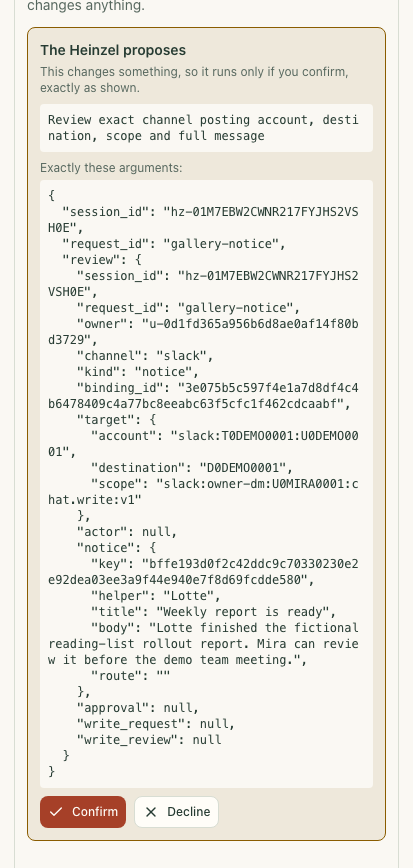 changes anything.
The Heinzel proposes
This changes something, so it runs only if you confirm,
exactly as shown.
Review exact channel posting account, desti
nation, scope and full message
Exactly these arguments:
{
  "session_id": "hz-01M7EBW2CWNR217FYJHS2VS
H0E",
  "request_id": "gallery-notice",
  "review": {
    "session_id": "hz-01M7EBW2CWNR217FYJHS2
VSH0E",
    "request_id": "gallery-notice",
    "owner": "u-0d1fd365a956b6d8ae0af14f80b
d3729",
    "channel": "slack",
    "kind": "notice",
    "binding_id": "3e075b5c597f4e1a7d8df4c4
b6478409c4a77bc8eeabc63f5cfc1f462cdcaabf",
    "target": {
      "account": "slack:T0DEMO0001:U0DEMO00
01",
      "destination": "D0DEMO0001",
      "scope": "slack:owner-dm:U0MIRA0001:c
hat.write:v1"
    },
    "actor": null,
    "notice": {
      "key": "bffe193d0f2c42ddc9c70330230e2
e92dea03ee3a9f44e940e7f8d69fcdde580",
      "helper": "Lotte",
      "title": "Weekly report is ready",
      "body": "Lotte finished the fictional
reading-list rollout report. Mira can revie
w it before the demo team meeting.",
      "route": ""
    },
    "approval": null,
    "write_request": null,
    "write_review": null
  }
}
Confirm
Decline